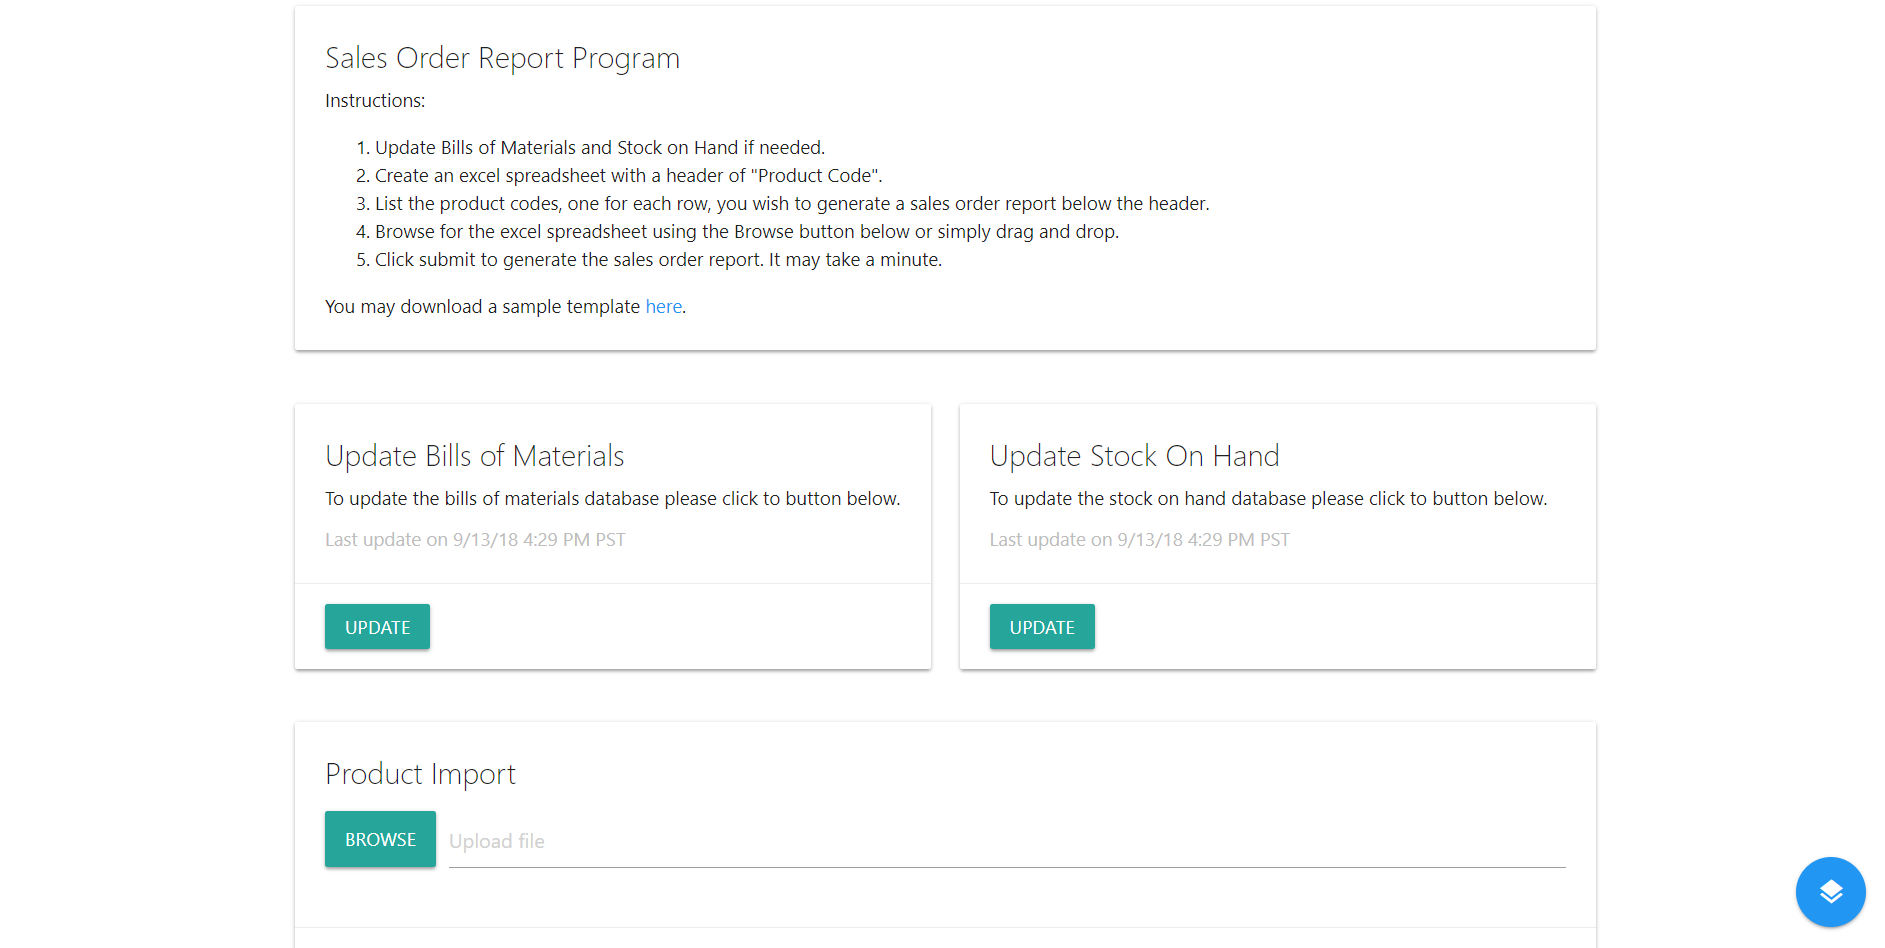 Sales Order Report Program
Instructions:
1. Update Bills of Materials and Stock on Hand if needed.
2. Create an excel spreadsheet with a header of "Product Code".
3. List the product codes, one for each row, you wish to generate a sales order report below the header.
4. Browse for the excel spreadsheet using the Browse button below or simply drag and drop.
5. Click submit to generate the sales order report. It may take a minute.
You may download a sample template here.
Update Bills of Materials
To update the bills of materials database please click to button below.
Last update on 9/13/18 4:29 PM PST
UPDATE
Update Stock On Hand
To update the stock on hand database please click to button below.
Last update on 9/13/18 4:29 PM PST
UPDATE
Product Import
BROWSE
Upload file